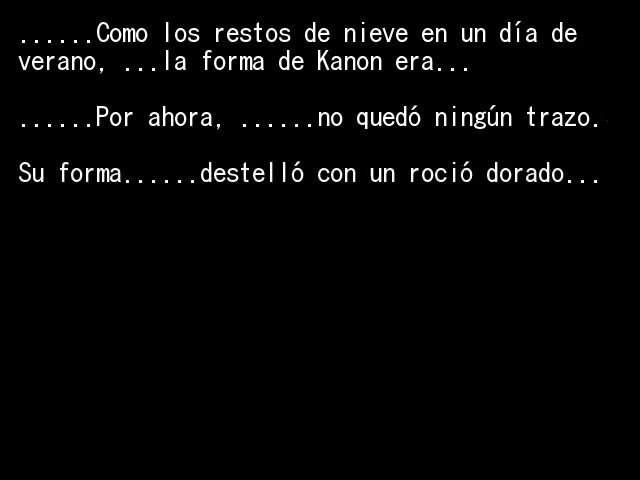 ......Como los restos de nieve en un día de
verano, ...la forma de Kanon era...
......Por ahora, ......no quedó ningún trazo.
Su forma......destelló con un roció dorado...